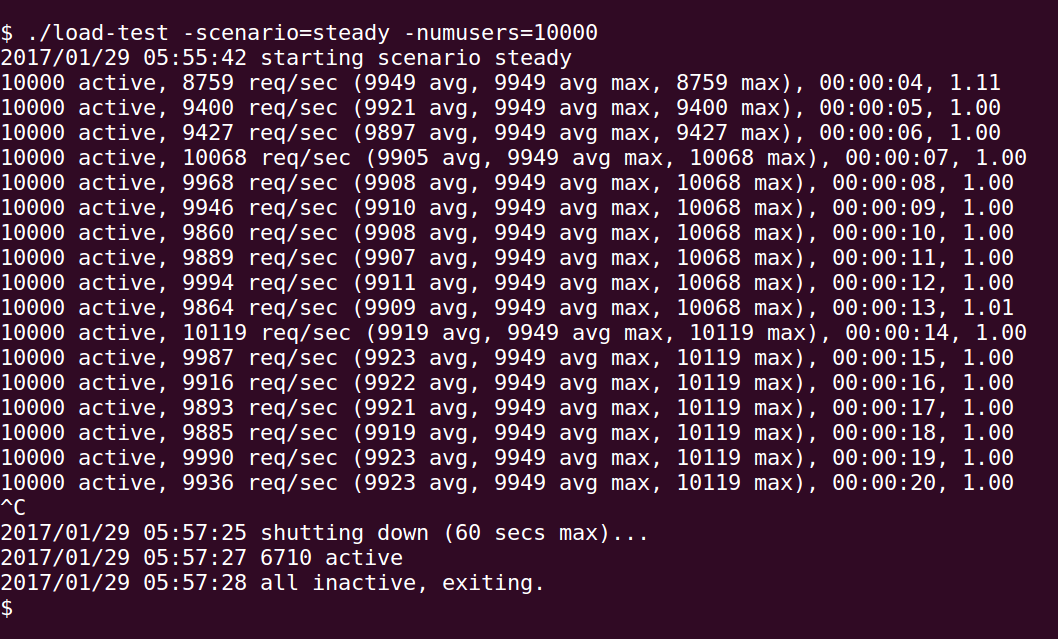 $ ./load-test -scenario=steady -numusers=10000
2017/01/29 05:55:42 starting scenario steady
10000 active, 8759 req/sec (9949 avg, 9949 avg max, 8759 max), 00:00:04, 1.11
10000 active, 9400 req/sec (9921 avg, 9949 avg max, 9400 max), 00:00:05, 1.00
10000 active, 9427 req/sec (9897 avg, 9949 avg max, 9427 max), 00:00:06, 1.00
10000 active, 10068 req/sec (9905 avg, 9949 avg max, 10068 max), 00:00:07, 1.00
10000 active, 9968 req/sec (9908 avg, 9949 avg max, 10068 max), 00:00:08, 1.00
10000 active, 9946 req/sec (9910 avg, 9949 avg max, 10068 max), 00:00:09, 1.00
10000 active, 9860 req/sec (9908 avg, 9949 avg max, 10068 max), 00:00:10, 1.00
10000 active, 9889 req/sec (9907 avg, 9949 avg max, 10068 max), 00:00:11, 1.00
10000 active, 9994 req/sec (9911 avg, 9949 avg max, 10068 max), 00:00:12, 1.00
10000 active, 9864 req/sec (9909 avg, 9949 avg max, 10068 max), 00:00:13, 1.01
10000 active, 10119 req/sec (9919 avg, 9949 avg max, 10119 max), 00:00:14, 1.00
10000 active, 9987 req/sec (9923 avg, 9949 avg max, 10119 max), 00:00:15, 1.00
10000 active, 9916 req/sec (9922 avg, 9949 avg max, 10119 max), 00:00:16, 1.00
10000 active, 9893 req/sec (9921 avg, 9949 avg max, 10119 max), 00:00:17, 1.00
10000 active, 9885 req/sec (9919 avg, 9949 avg max, 10119 max), 00:00:18, 1.00
10000 active, 9990 req/sec (9923 avg, 9949 avg max, 10119 max), 00:00:19, 1.00
10000 active, 9936 req/sec (9923 avg, 9949 avg max, 10119 max), 00:00:20, 1.00
^C
2017/01/29 05:57:25 shutting down (60 secs max)...
2017/01/29 05:57:27 6710 active
2017/01/29 05:57:28 all inactive, exiting.
$